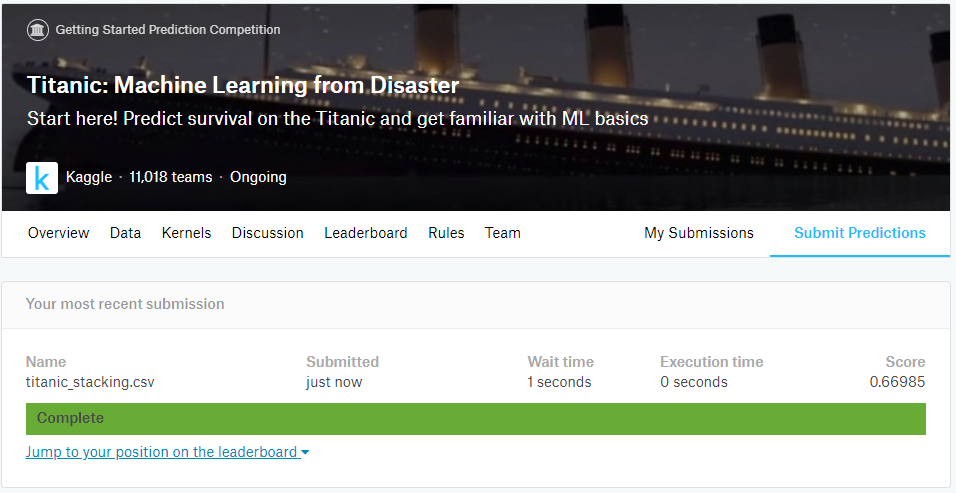 Getting Started Prediction Competition
Titanic: Machine Learning from Disaster
Start here! Predict survival on the Titanic and get familiar with ML basics
k Kaggle · 11,018 teams · Ongoing
Overview Data Kernels Discussion Leaderboard Rules Team My Submissions Submit Predictions
Your most recent submission
Name Submitted Wait time Execution time Score
titanic_stacking.csv just now 1 seconds 0 seconds 0.66985
Complete
Jump to your position on the leaderboard